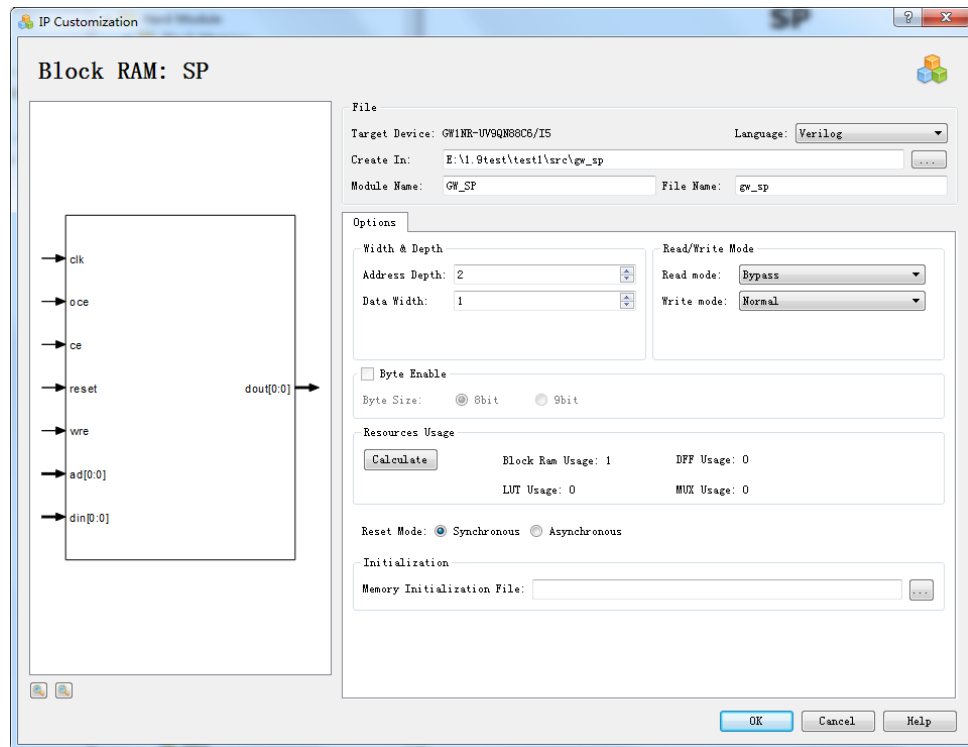 IP Customization
SP
Block RAM: SP
File
Target Device: GW1NR-UV9QN88C6/I5 Language: Verilog
Create In: E:\1.9test\test1\src\gw_sp ...
Module Name: GW_SP File Name: gw_sp
Options
Width & Depth
Address Depth: 2
Data Width: 1
Read/Write Mode
Read mode: Bypass
Write mode: Normal
Byte Enable
Byte Size: 8bit 9bit
Resources Usage
Calculate Block Ram Usage: 1 DFF Usage: 0
LUT Usage: 0 MUX Usage: 0
Reset Mode: Synchronous Asynchronous
Initialization
Memory Initialization File: ...
clk
oce
ce
reset dout[0:0]
wre
ad[0:0]
din[0:0]
OK Cancel Help